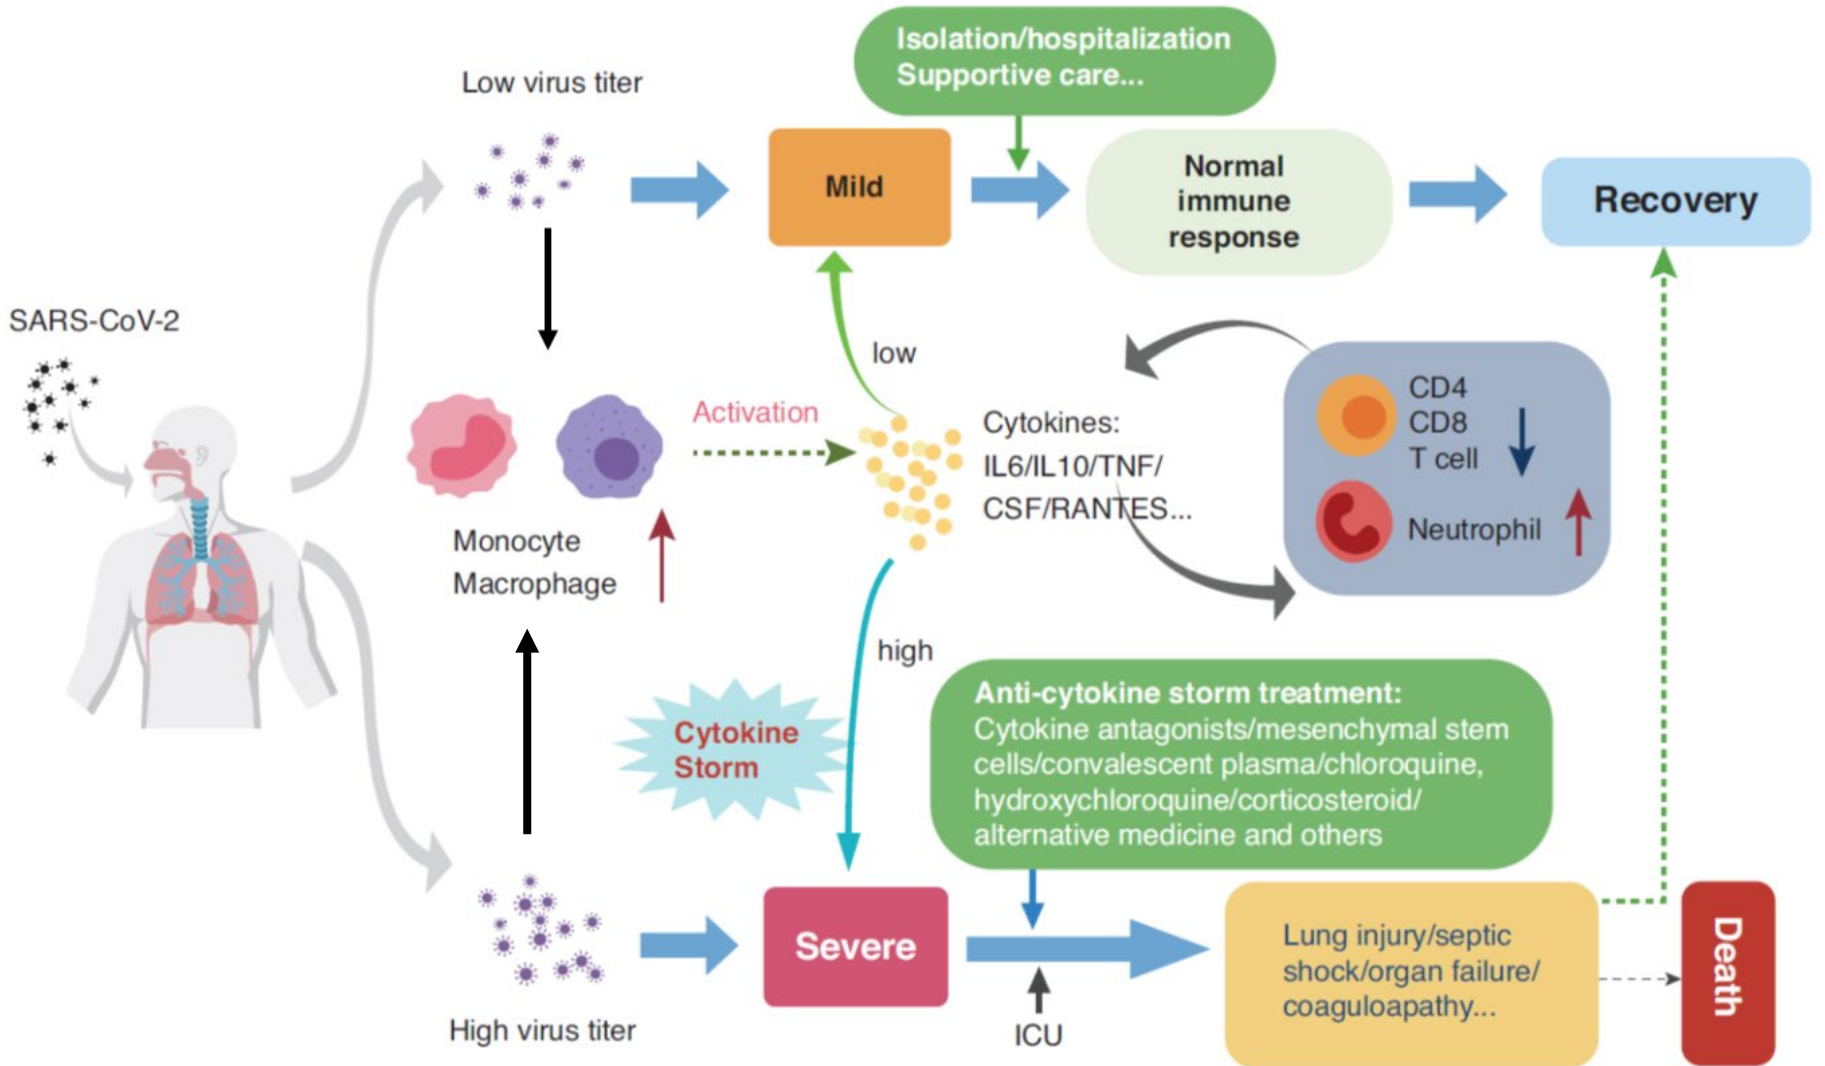 Isolation/hospitalization
Supportive care...
Low virus titer
Mild
Normal
immune
response
Recovery
SARS-CoV-2
low
Activation
Cytokines:
IL6/IL10/TNF/
CSF/RANTES...
CD4
CD8
T cell
Neutrophil
Monocyte
Macrophage
high
Cytokine
Storm
Anti-cytokine storm treatment:
Cytokine antagonists/mesenchymal stem
cells/convalescent plasma/chloroquine,
hydroxychloroquine/corticosteroid/
alternative medicine and others
Severe
Lung injury/septic
shock/organ failure/
coaguloapathy...
Death
High virus titer
ICU